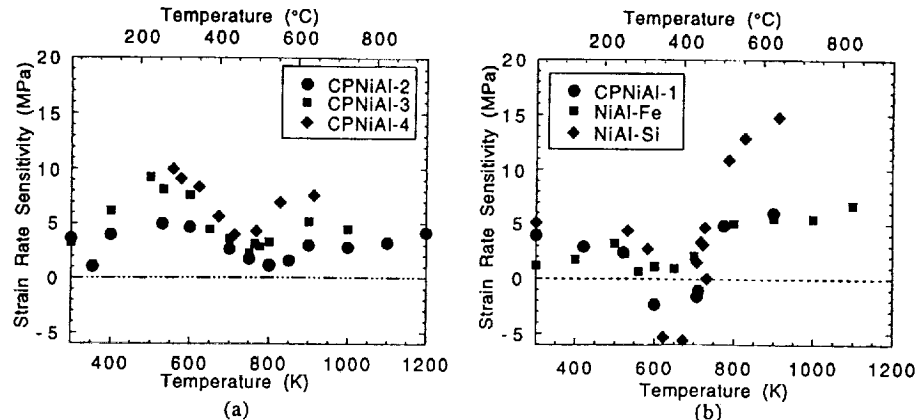 Temperature (°C)
0 200 400 600 800
20
15
10
5
0
-5
Strain Rate Sensitivity (MPa)
CPNiAl-2
CPNiAl-3
CPNiAl-4
400 600 800 1000 1200
Temperature (K)
(a)
Temperature (°C)
0 200 400 600 800
20
15
10
5
0
-5
Strain Rate Sensitivity (MPa)
CPNiAl-1
NiAl-Fe
NiAl-Si
400 600 800 1000 1200
Temperature (K)
(b)